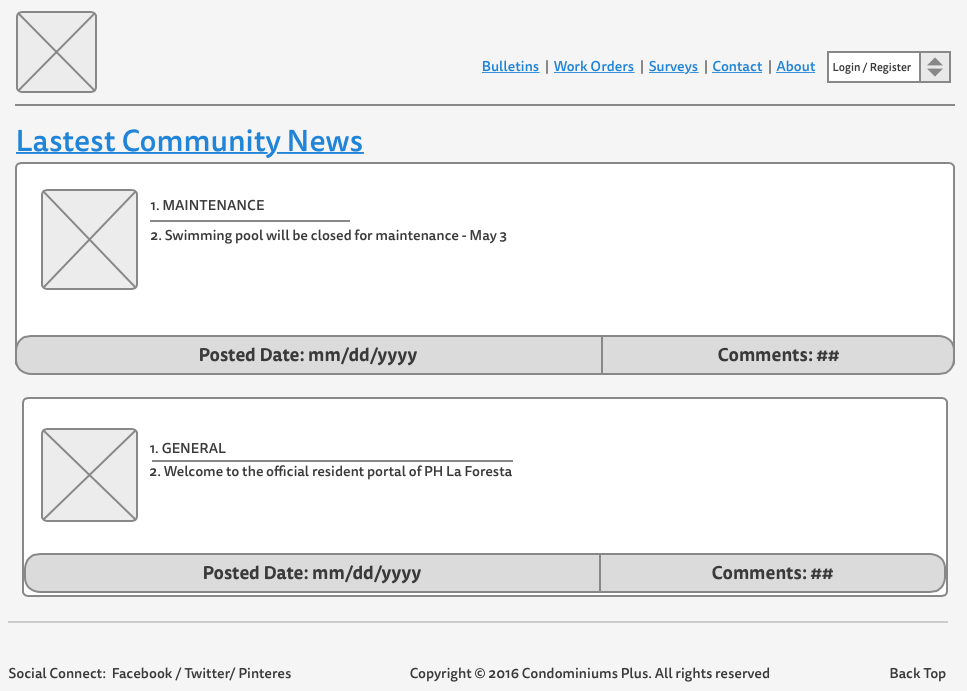 Bulletins | Work Orders | Surveys | Contact | About
Login / Register
Lastest Community News
1. MAINTENANCE
2. Swimming pool will be closed for maintenance - May 3
Posted Date: mm/dd/yyyy
Comments: ##
1. GENERAL
2. Welcome to the official resident portal of PH La Foresta
Posted Date: mm/dd/yyyy
Comments: ##
Social Connect: Facebook / Twitter/ Pinteres
Copyright © 2016 Condominiums Plus. All rights reserved
Back Top